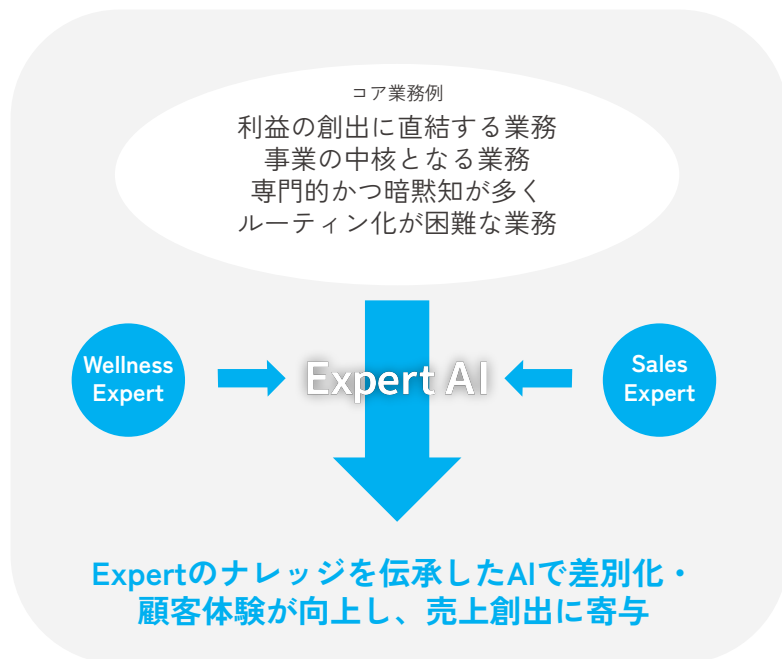 コア業務例
利益の創出に直結する業務
事業の中核となる業務
専門的かつ暗黙知が多く
ルーティン化が困難な業務
Wellness
Expert
Expert AI
Sales
Expert
Expertのナレッジを伝承したAIで差別化・
顧客体験が向上し、売上創出に寄与